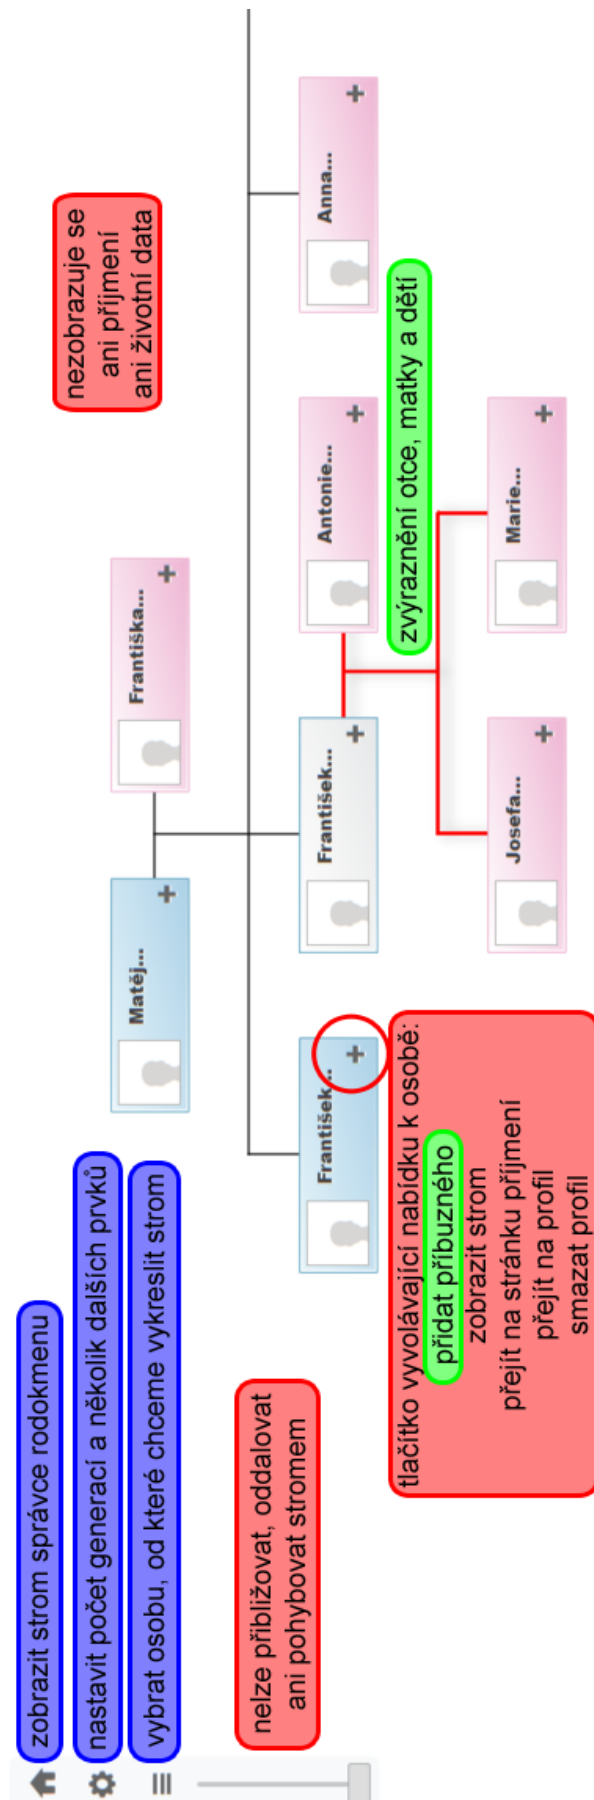 zobrazit strom správce rodokmenu
nastavit počet generací a několik dalších prvků
vybrat osobu, od které chceme vykreslit strom
nezobrazuje se
ani příjmení
ani životní data
Matěj...
Františka...
nelze přibližovat, oddalovat
ani pohybovat stromem
František...
František...
Antonie...
Anna...
zvýraznění otce, matky a dětí
tlačítko vyvolávající nabídku k osobě:
přidat příbuzného
zobrazit strom
přejít na stránku příjmení
přejít na profil
smazat profil
Josefa...
Marie...